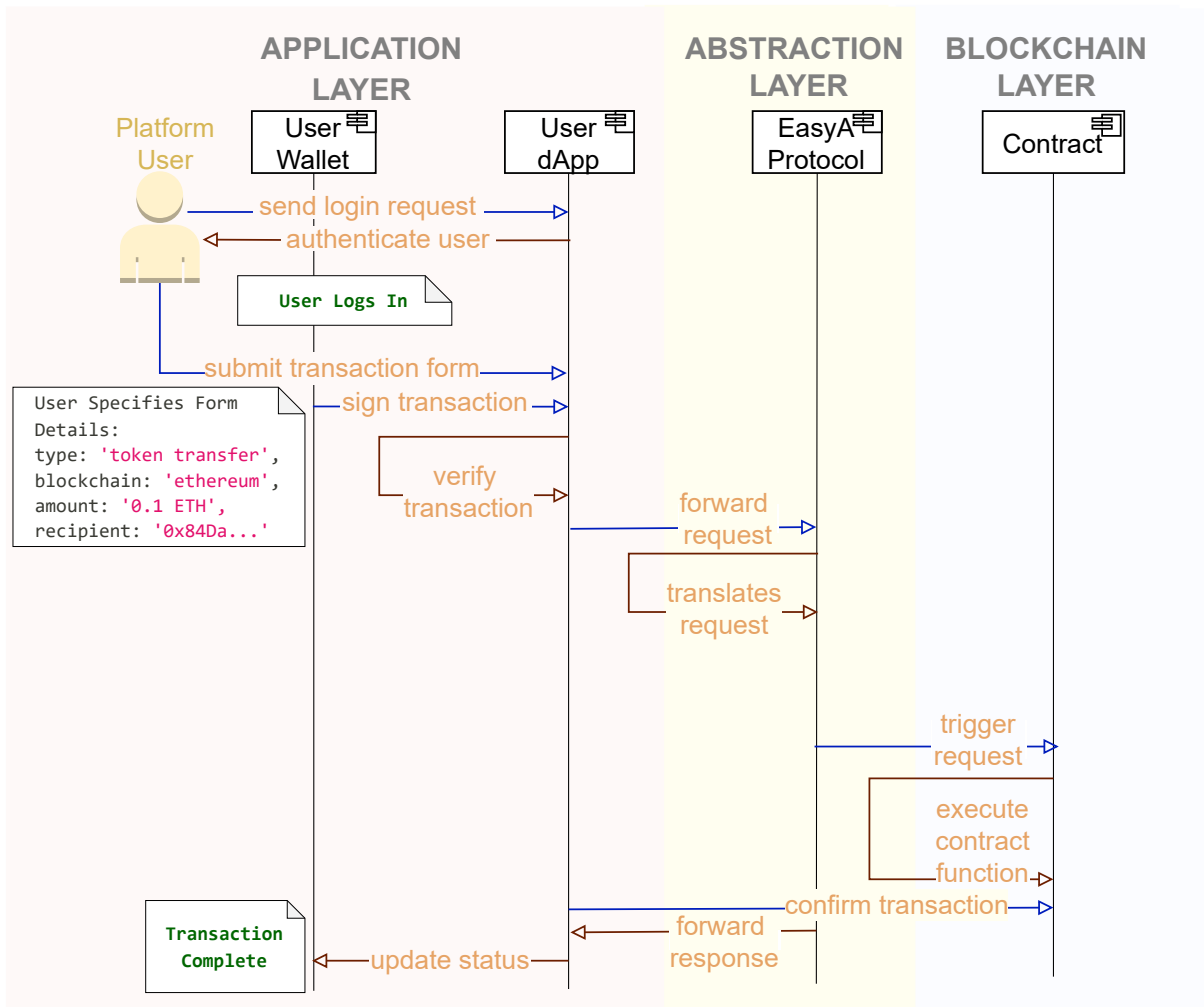 APPLICATION
LAYER
ABSTRACTION
LAYER
BLOCKCHAIN
LAYER
Platform
User
User
Wallet
User
dApp
EasyA
Protocol
Contract
send login request
authenticate user
User Logs In
submit transaction form
User Specifies Form
Details:
type: 'token transfer',
blockchain: 'ethereum',
amount: '0.1 ETH',
recipient: '0x84Da...'
sign transaction
verify
transaction
forward
request
translates
request
trigger
request
execute
contract
function
confirm transaction
forward
response
Transaction
Complete
update status